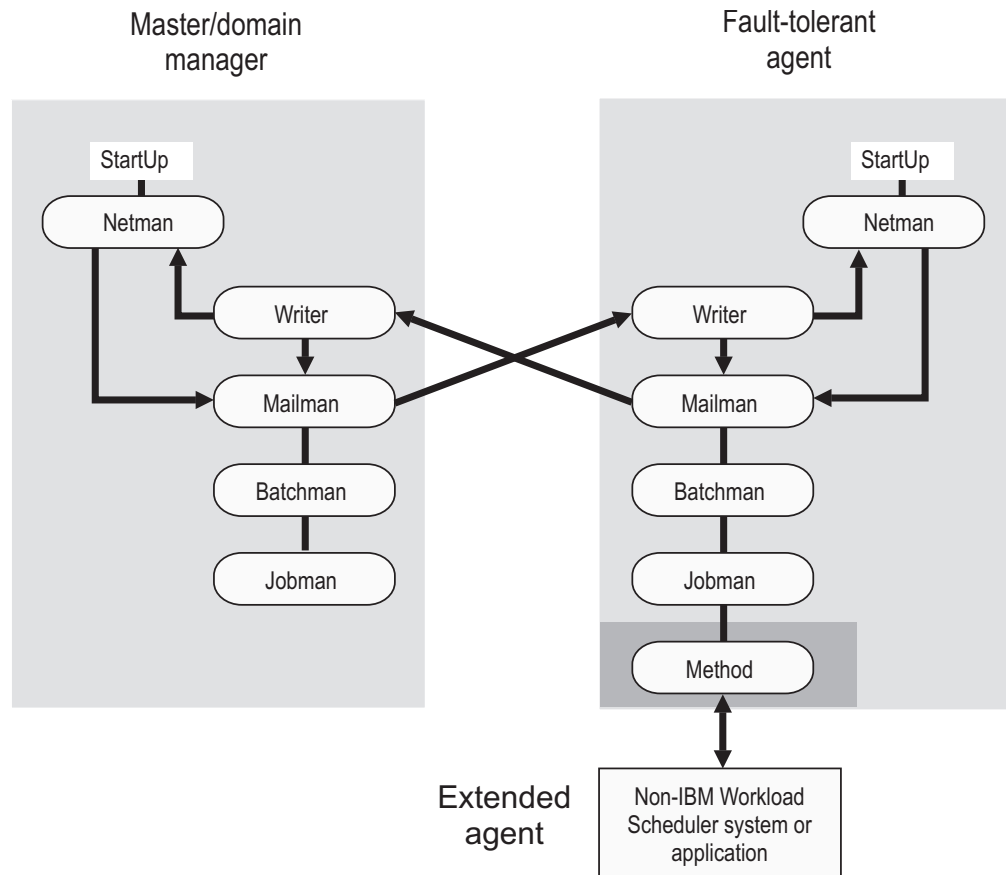 Master/domain
manager
Fault-tolerant
agent
StartUp
Netman
Writer
Mailman
Batchman
Jobman
StartUp
Netman
Writer
Mailman
Batchman
Jobman
Method
Extended
agent
Non-IBM Workload
Scheduler system or
application